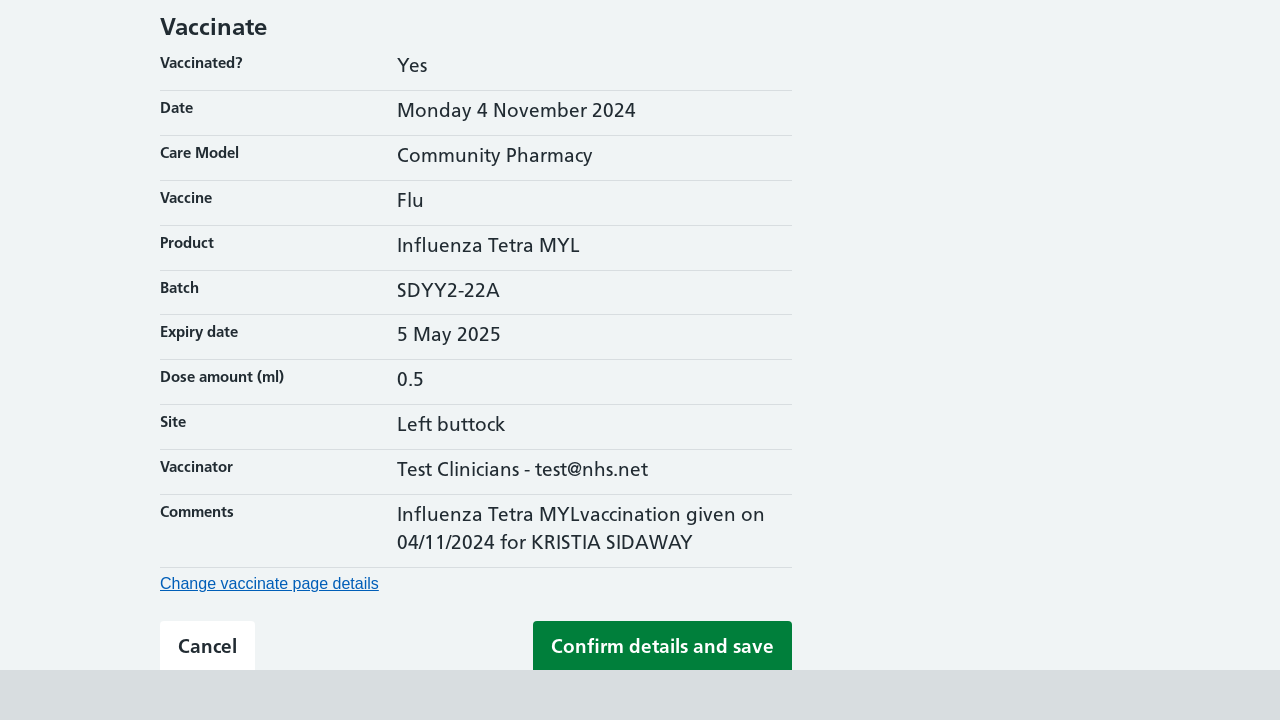 Vaccinate
Vaccinated? Yes
Date Monday 4 November 2024
Care Model Community Pharmacy
Vaccine Flu
Product Influenza Tetra MYL
Batch SDYY2-22A
Expiry date 5 May 2025
Dose amount (ml) 0.5
Site Left buttock
Vaccinator Test Clinicians - test@nhs.net
Comments Influenza Tetra MYLvaccination given on
04/11/2024 for KRISTIA SIDAWAY
Change vaccinate page details
Cancel Confirm details and save